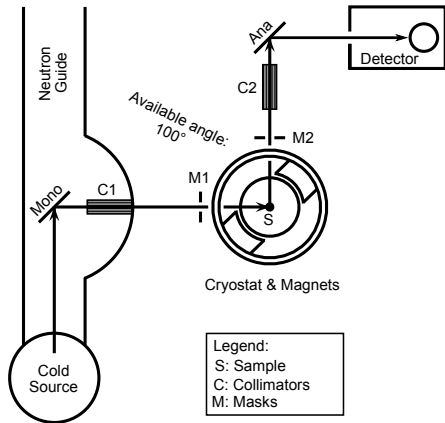 Neutron
Guide
Mono
C1
Available angle:
100°
M1
Ana
C2
M2
Detector
S
Cryostat & Magnets
Cold
Source
Legend:
S: Sample
C: Collimators
M: Masks